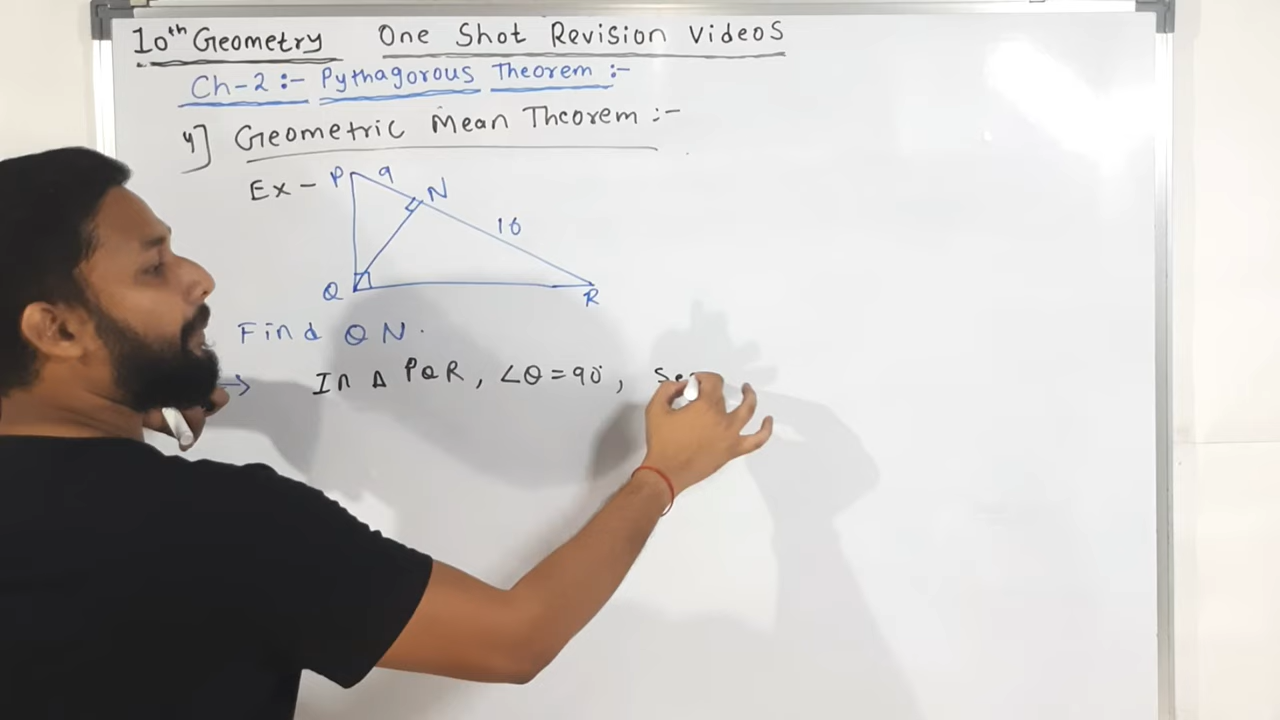 10th Geometry One Shot Revision Videos
Ch-2 :- Pythagorous Theorem :-
4] Geometric Mean Theorem :-
Ex - P 9 N
16
Q R
Find QN.
→ In Δ PQR, ∠Q = 90°, Se